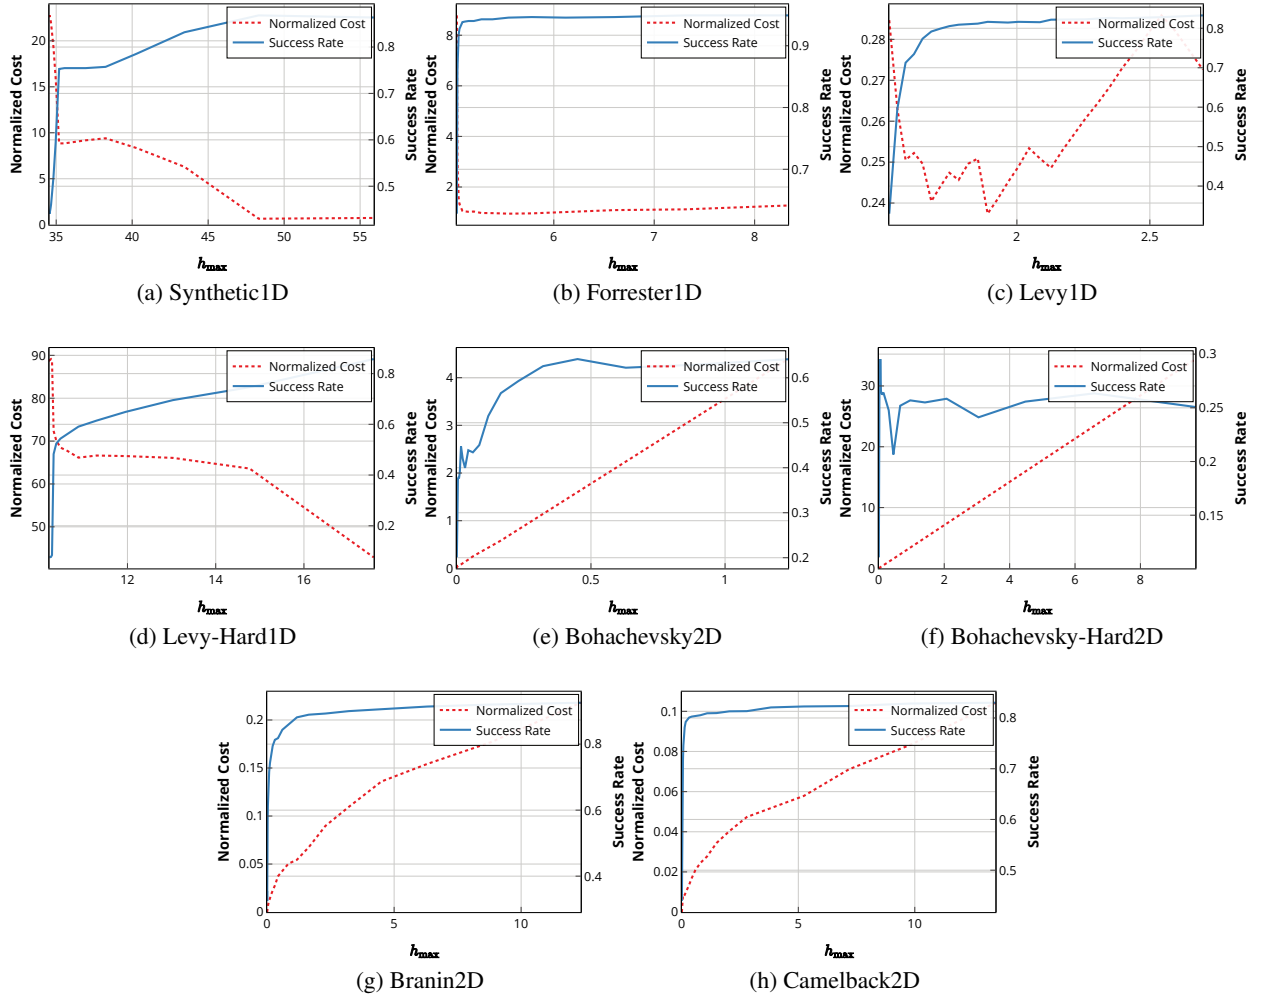 Normalized Cost
20
15
10
5
0
35
40
45
50
55
0.8
0.7
0.6
0.5
Success Rate
Normalized Cost
Success Rate
h_max
(a) Synthetic1D
Normalized Cost
8
6
4
2
6
7
8
0.9
0.8
0.7
Success Rate
Normalized Cost
Success Rate
h_max
(b) Forrester1D
Normalized Cost
0.28
0.27
0.26
0.25
0.24
2
2.5
0.8
0.7
0.6
0.5
0.4
Success Rate
Normalized Cost
Success Rate
h_max
(c) Levy1D
Normalized Cost
90
80
70
60
50
12
14
16
0.8
0.6
0.4
0.2
Success Rate
Normalized Cost
Success Rate
h_max
(d) Levy-Hard1D
Normalized Cost
4
3
2
1
0
0
0.5
1
0.6
0.5
0.4
0.3
0.2
Success Rate
Normalized Cost
Success Rate
h_max
(e) Bohachevsky2D
Normalized Cost
30
20
10
0
0
2
4
6
8
0.3
0.25
0.2
0.15
Success Rate
Normalized Cost
Success Rate
h_max
(f) Bohachevsky-Hard2D
Normalized Cost
0.2
0.15
0.1
0.05
0
0
5
10
0.8
0.6
0.4
Success Rate
Normalized Cost
Success Rate
h_max
(g) Branin2D
Normalized Cost
0.1
0.08
0.06
0.04
0.02
0
0
5
10
0.8
0.7
0.6
0.5
Success Rate
Normalized Cost
Success Rate
h_max
(h) Camelback2D